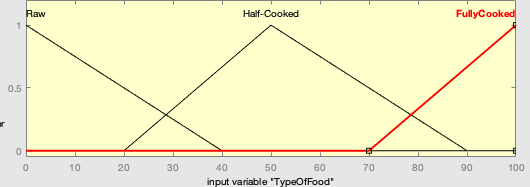 Raw Half-Cooked FullyCooked
1
0.5
0
or
0 10 20 30 40 50 60 70 80 90 100
input variable "TypeOfFood"